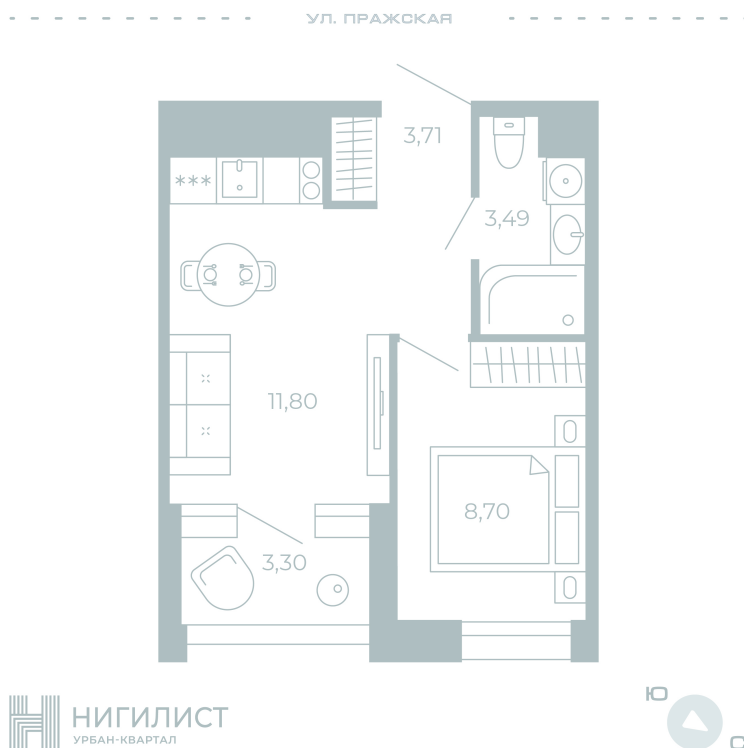 УЛ. ПРАЖСКАЯ
3,71
3,49
11,80
8,70
3,30
Ю
НИГИЛИСТ
УРБАН-КВАРТАЛ